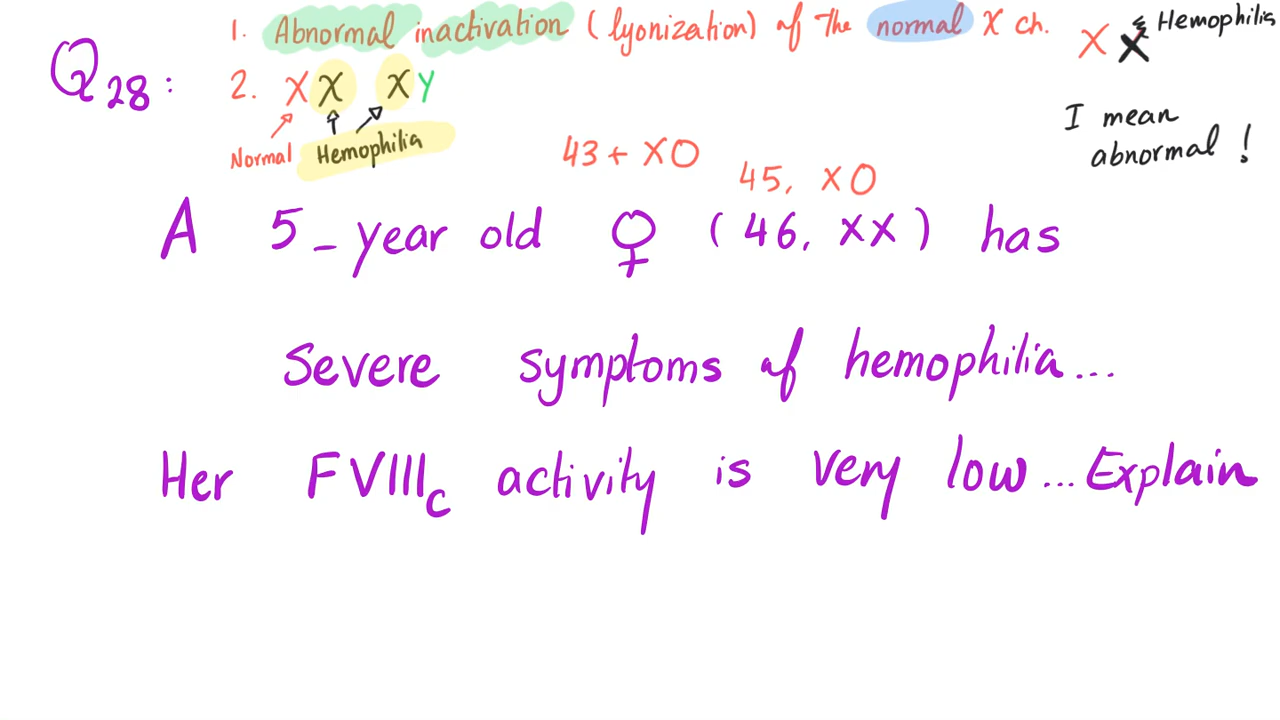 Q28:
1. Abnormal inactivation (lyonization) of the normal X ch.
X X Hemophilia
2. X X X Y
Normal Hemophilia
I mean
abnormal !
43 + XO
45, XO
A 5-year old ♀ (46, XX) has
severe symptoms of hemophilia...
Her FVIIIc activity is very low... Explain